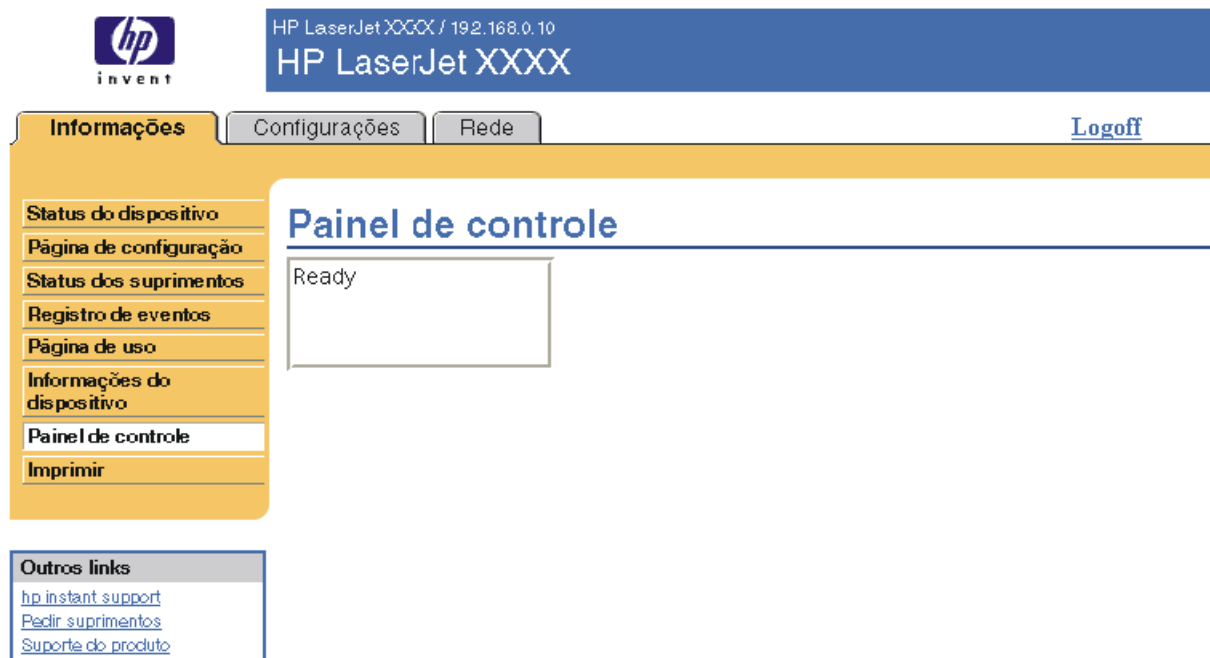 hp
invent
HP LaserJet XXXX / 192.168.0.10
HP LaserJet XXXX
Informações
Configurações
Rede
Logoff
Status do dispositivo
Página de configuração
Status dos suprimentos
Registro de eventos
Página de uso
Informações do
dispositivo
Painel de controle
Imprimir
Painel de controle
Ready
Outros links
hp instant support
Pedir suprimentos
Suporte do produto